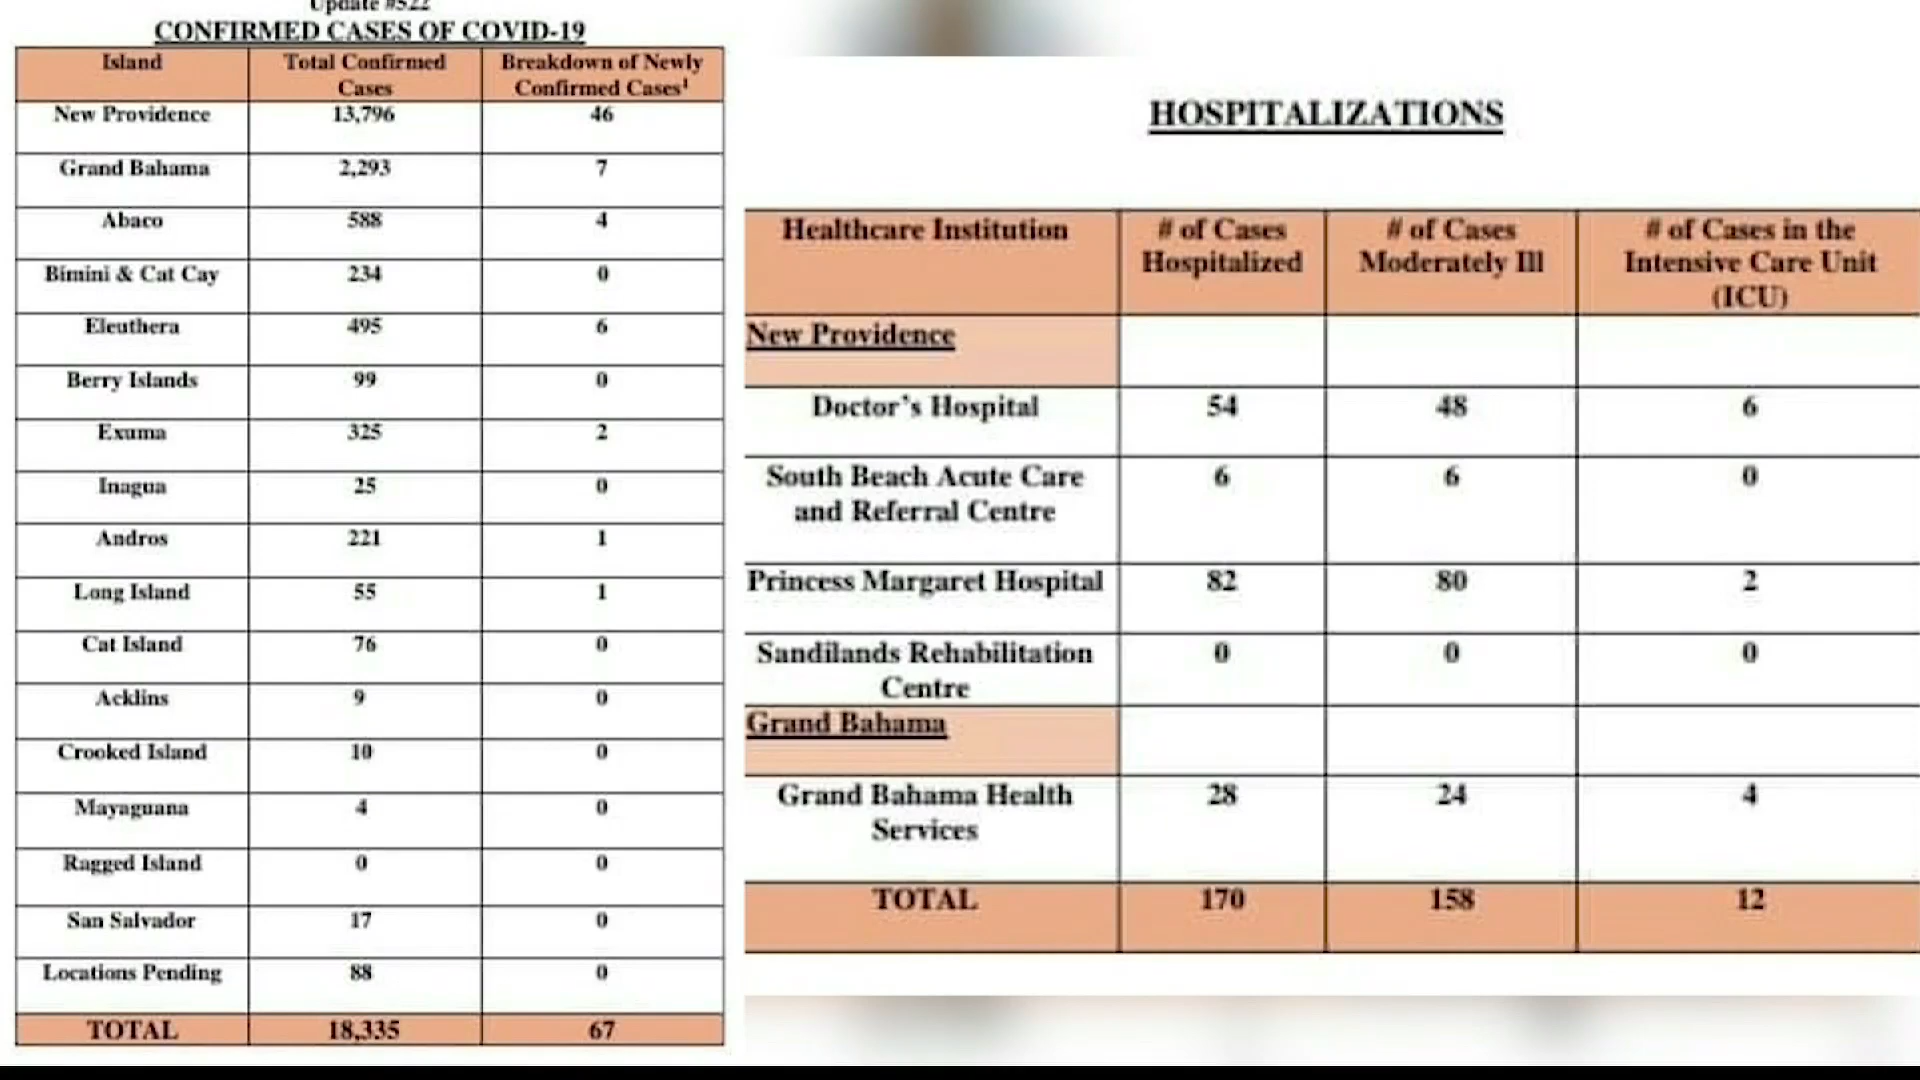 Update #522
CONFIRMED CASES OF COVID-19
Island Total Confirmed Cases Breakdown of Newly Confirmed Cases¹
New Providence 13,796 46
Grand Bahama 2,293 7
Abaco 588 4
Bimini & Cat Cay 234 0
Eleuthera 495 6
Berry Islands 99 0
Exuma 325 2
Inagua 25 0
Andros 221 1
Long Island 55 1
Cat Island 76 0
Acklins 9 0
Crooked Island 10 0
Mayaguana 4 0
Ragged Island 0 0
San Salvador 17 0
Locations Pending 88 0
TOTAL 18,335 67
HOSPITALIZATIONS
Healthcare Institution # of Cases Hospitalized # of Cases Moderately Ill # of Cases in the Intensive Care Unit (ICU)
New Providence
Doctor's Hospital 54 48 6
South Beach Acute Care and Referral Centre 6 6 0
Princess Margaret Hospital 82 80 2
Sandilands Rehabilitation Centre 0 0 0
Grand Bahama
Grand Bahama Health Services 28 24 4
TOTAL 170 158 12